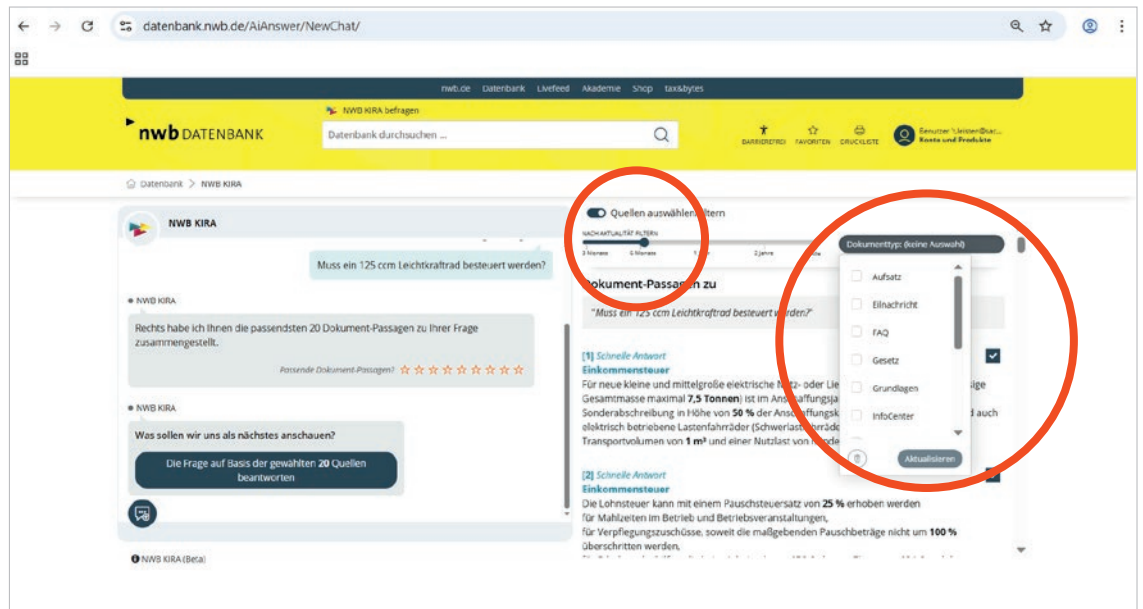 datenbank.nwb.de/AiAnswer/NewChat/
nwb.de Datenbank Livefeed Akademie Shop tax&bytes
NWB KIRA befragen
nwb DATENBANK
Datenbank durchsuchen ...
BARRIEREFREI FAVORITEN DRUCKLISTE
Konto und Produkte
Datenbank > NWB KIRA
NWB KIRA
Muss ein 125 ccm Leichtkraftrad besteuert werden?
NWB KIRA
Rechts habe ich Ihnen die passendsten 20 Dokument-Passagen zu Ihrer Frage
zusammengestellt.
Passende Dokument-Passagen?
NWB KIRA
Was sollen wir uns als nächstes anschauen?
Die Frage auf Basis der gewählten 20 Quellen
beantworten
NWB KIRA (Beta)
Quellen auswählen
NACH AKTUALITÄT FILTERN
3 Monate 6 Monate 2 Jahre
Dokumenttyp: (keine Auswahl)
Aufsatz
Eilnachricht
FAQ
Gesetz
Grundlagen
InfoCenter
Aktualisieren
Dokument-Passagen zu
"Muss ein 125 ccm Leichtkraftrad besteuert werden?"
[1] Schnelle Antwort
Einkommensteuer
Für neue kleine und mittelgroße elektrische oder
Gesamtmasse maximal 7,5 Tonnen) ist im
Sonderabschreibung in Höhe von 50 % der auch
elektrisch betriebene Lastenfahrräder
Transportvolumen von 1 m³ und einer Nutzlast von
[2] Schnelle Antwort
Einkommensteuer
Die Lohnsteuer kann mit einem Pauschsteuersatz von 25 % erhoben werden
für Mahlzeiten im Betrieb und Betriebsveranstaltungen,
für Verpflegungszuschüsse, soweit die maßgebenden Pauschbeträge nicht um 100 %
überschritten werden,